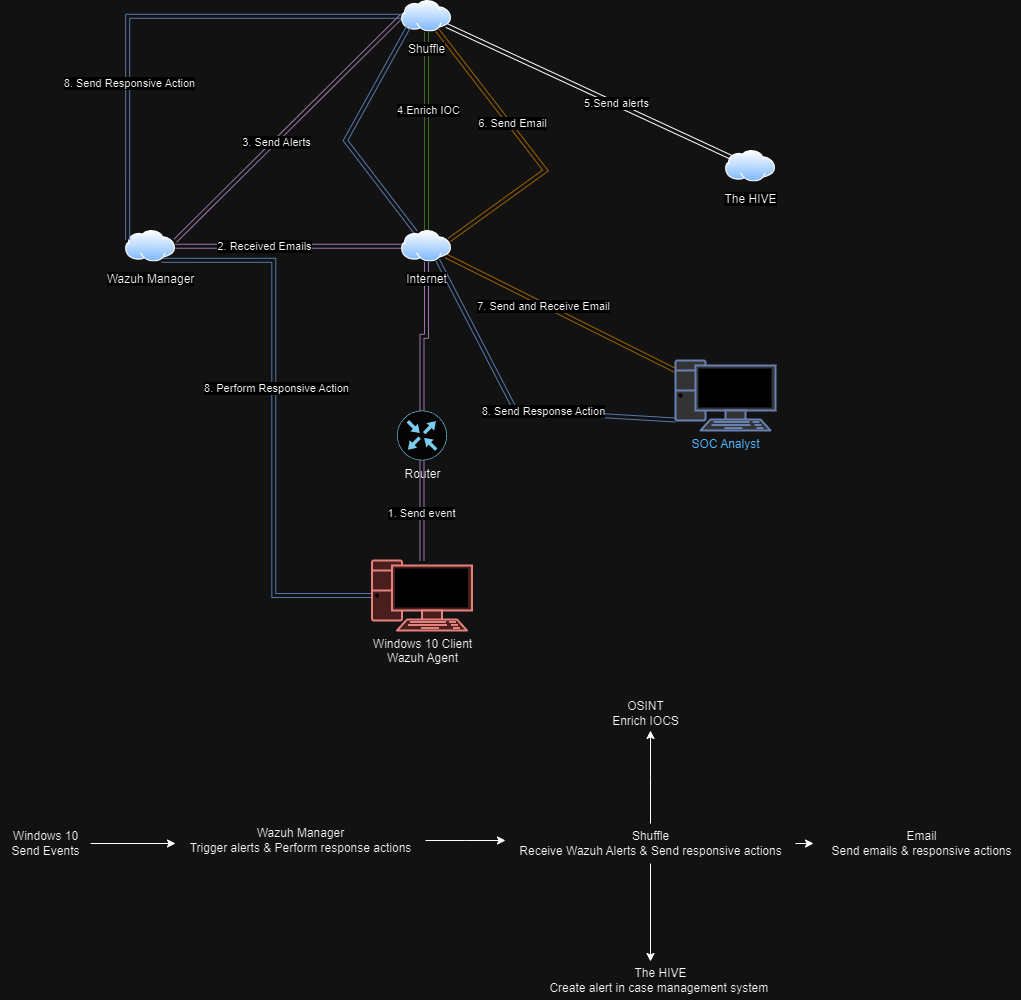 Shuffle
8. Send Responsive Action
5.Send alerts
4.Enrich IOC
6. Send Email
3. Send Alerts
The HIVE
2. Received Emails
Wazuh Manager
Internet
7. Send and Receive Email
8. Perform Responsive Action
8. Send Response Action
SOC Analyst
Router
1. Send event
Windows 10 Client
Wazuh Agent
OSINT
Enrich IOCS
Windows 10
Send Events
Wazuh Manager
Trigger alerts & Perform response actions
Shuffle
Receive Wazuh Alerts & Send responsive actions
Email
Send emails & responsive actions
The HIVE
Create alert in case management system